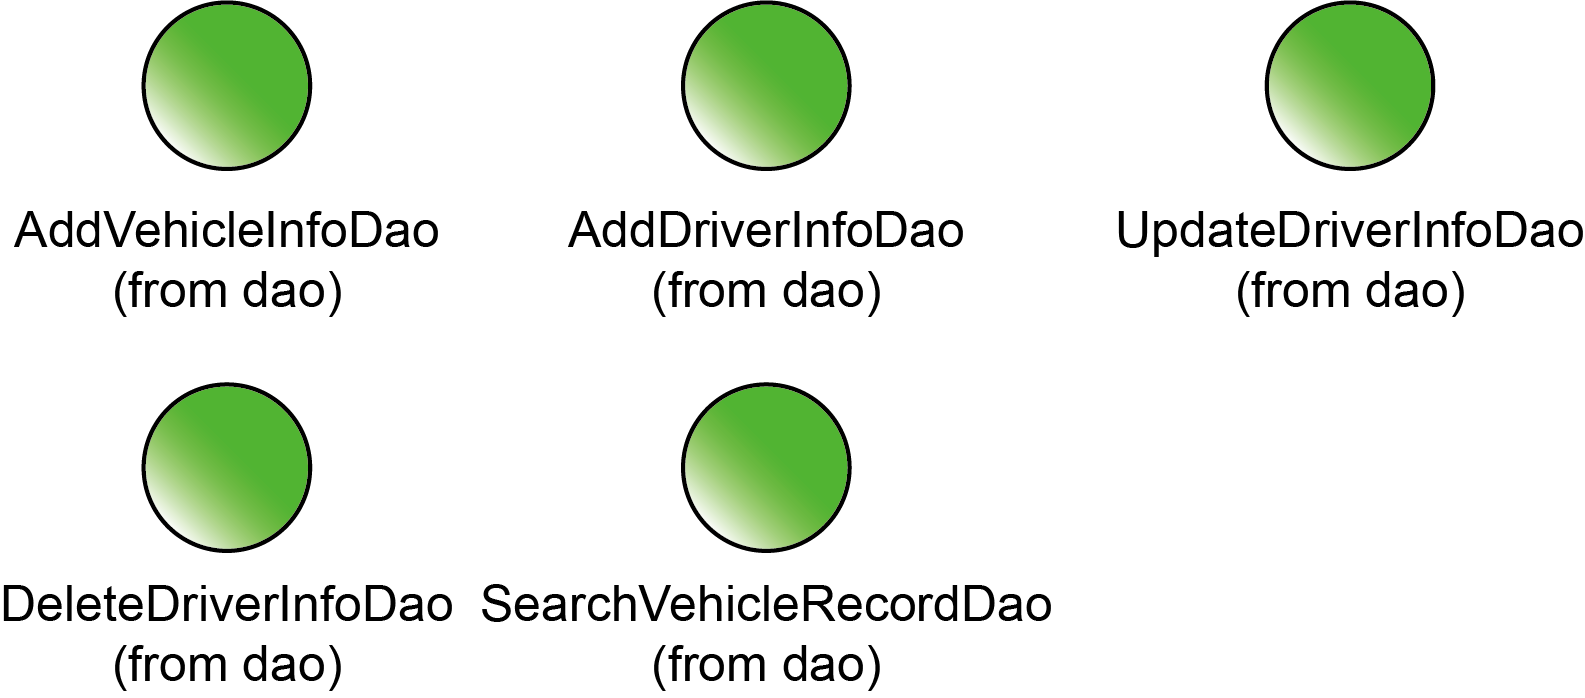 AddVehicleInfoDao
(from dao)
AddDriverInfoDao
(from dao)
UpdateDriverInfoDao
(from dao)
DeleteDriverInfoDao
(from dao)
SearchVehicleRecordDao
(from dao)